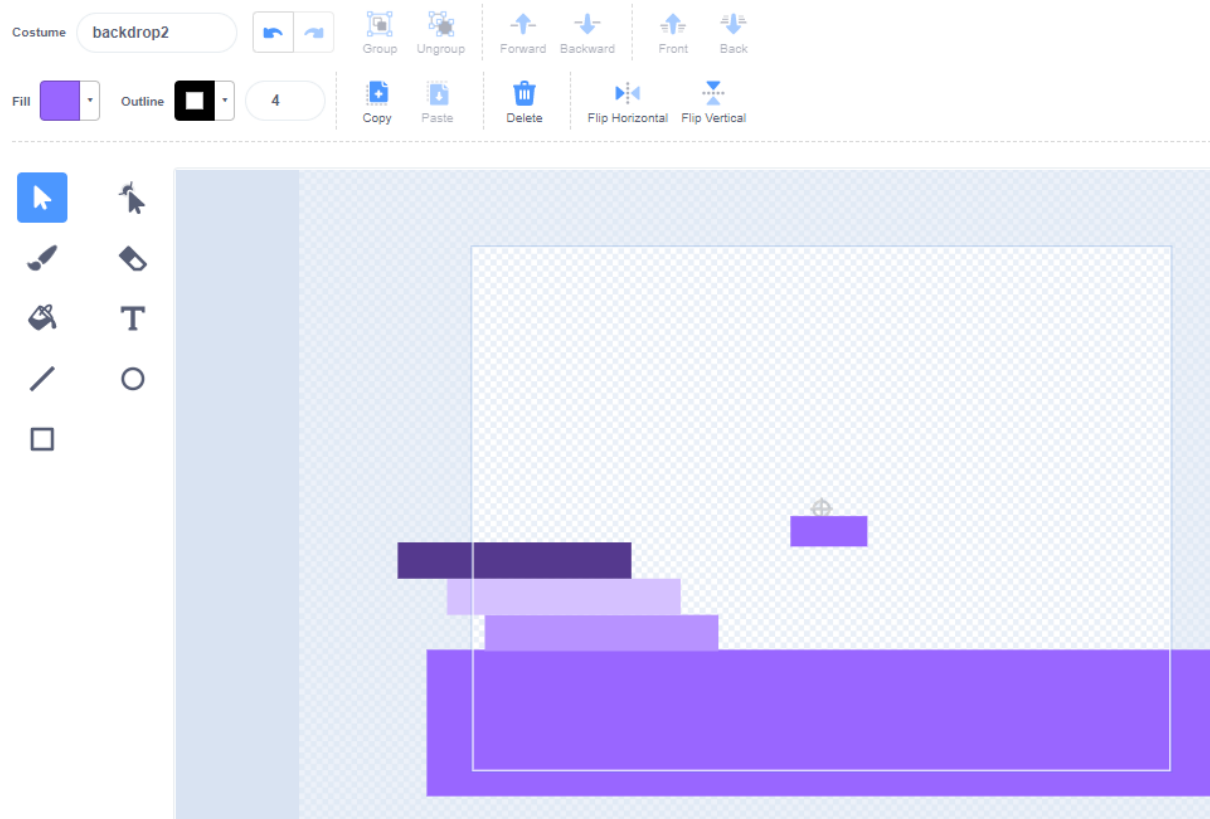 Costume backdrop2
Group Ungroup Forward Backward Front Back
Fill Outline 4
Copy Paste Delete Flip Horizontal Flip Vertical
T